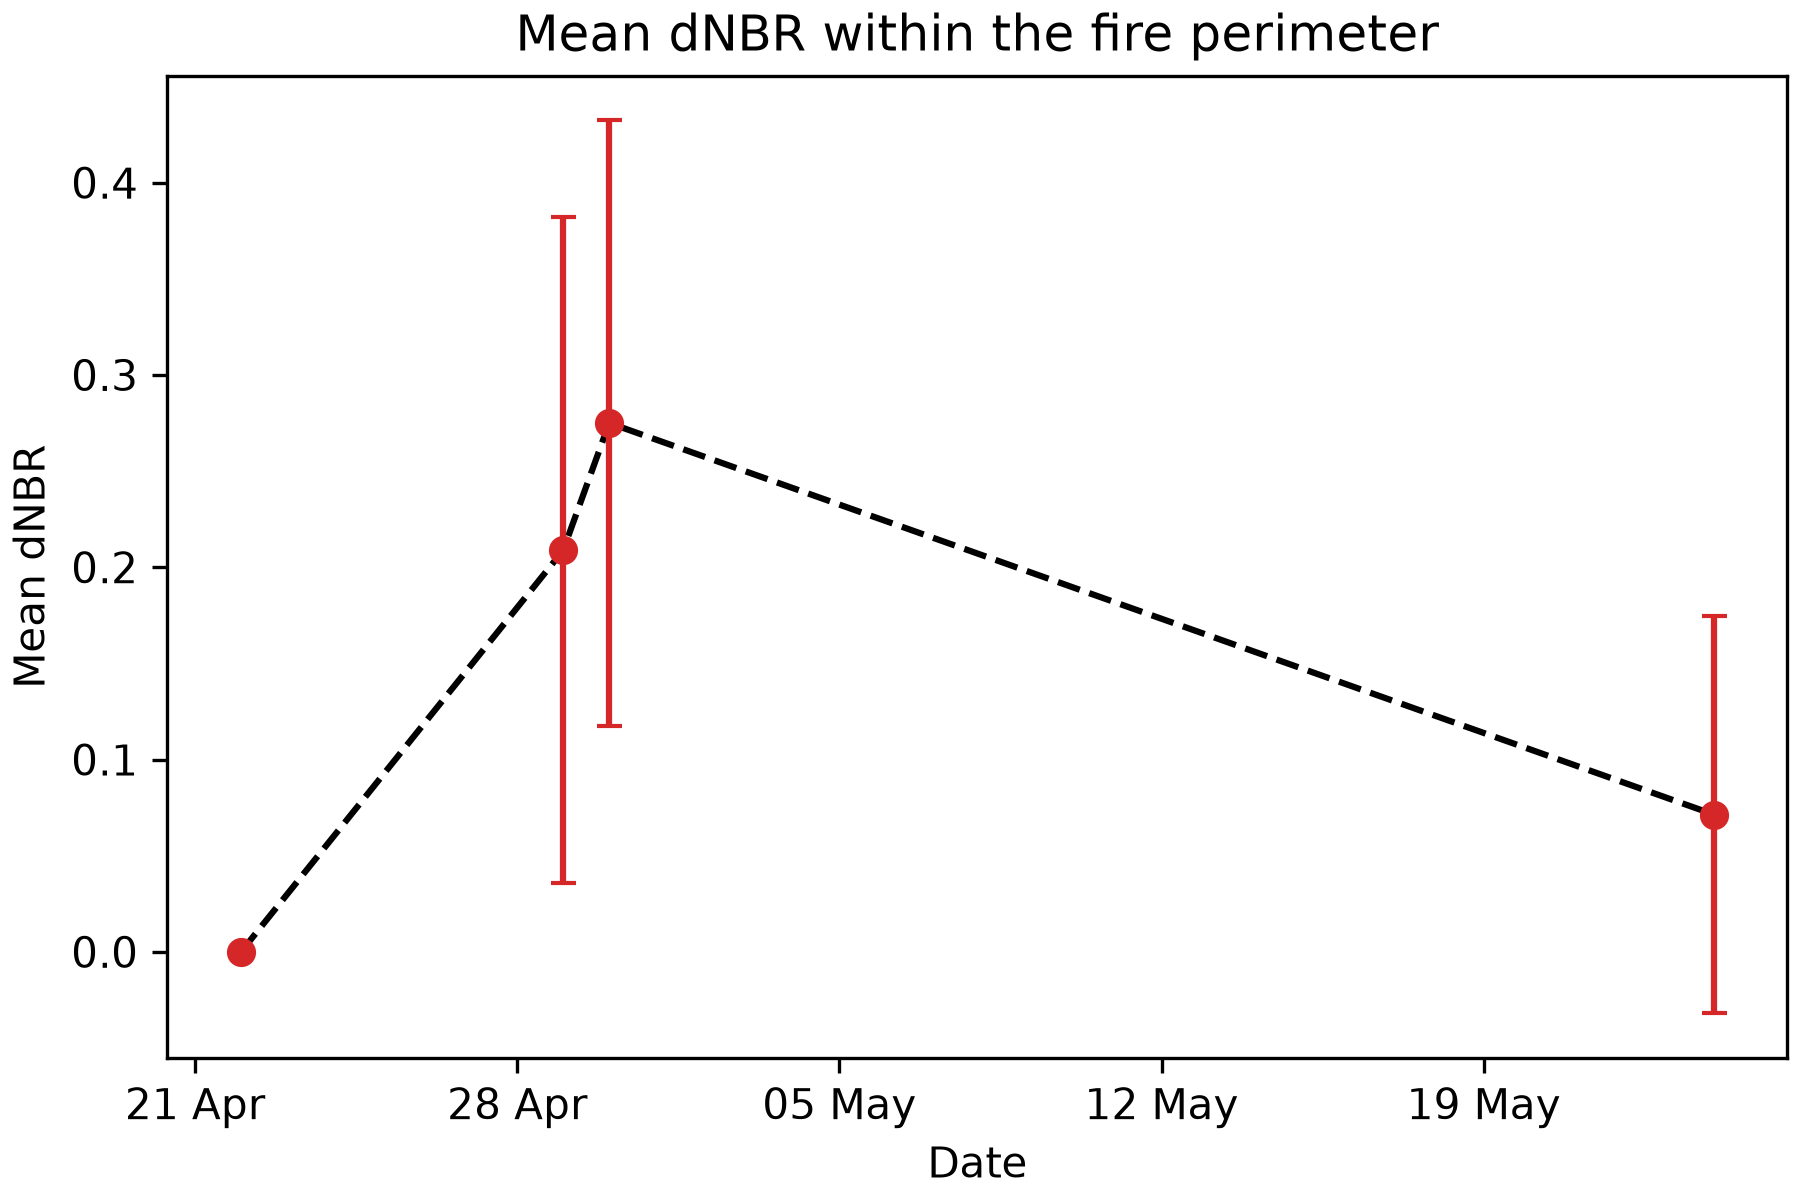 Mean dNBR within the fire perimeter
Mean dNBR
0.4
0.3
0.2
0.1
0.0
21 Apr
28 Apr
05 May
12 May
19 May
Date